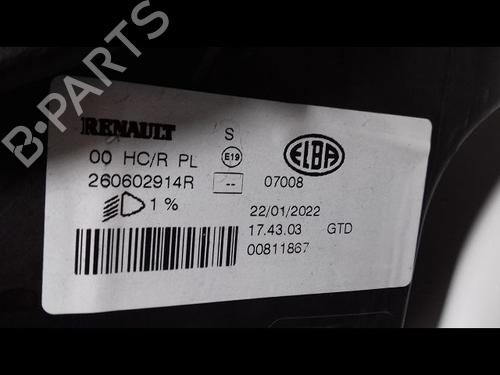 B-PARTS
RENAULT S ELBA
00 HC/R PL E19
260602914R -- 07008
1 % 22/01/2022
17.43.03 GTD
00811867